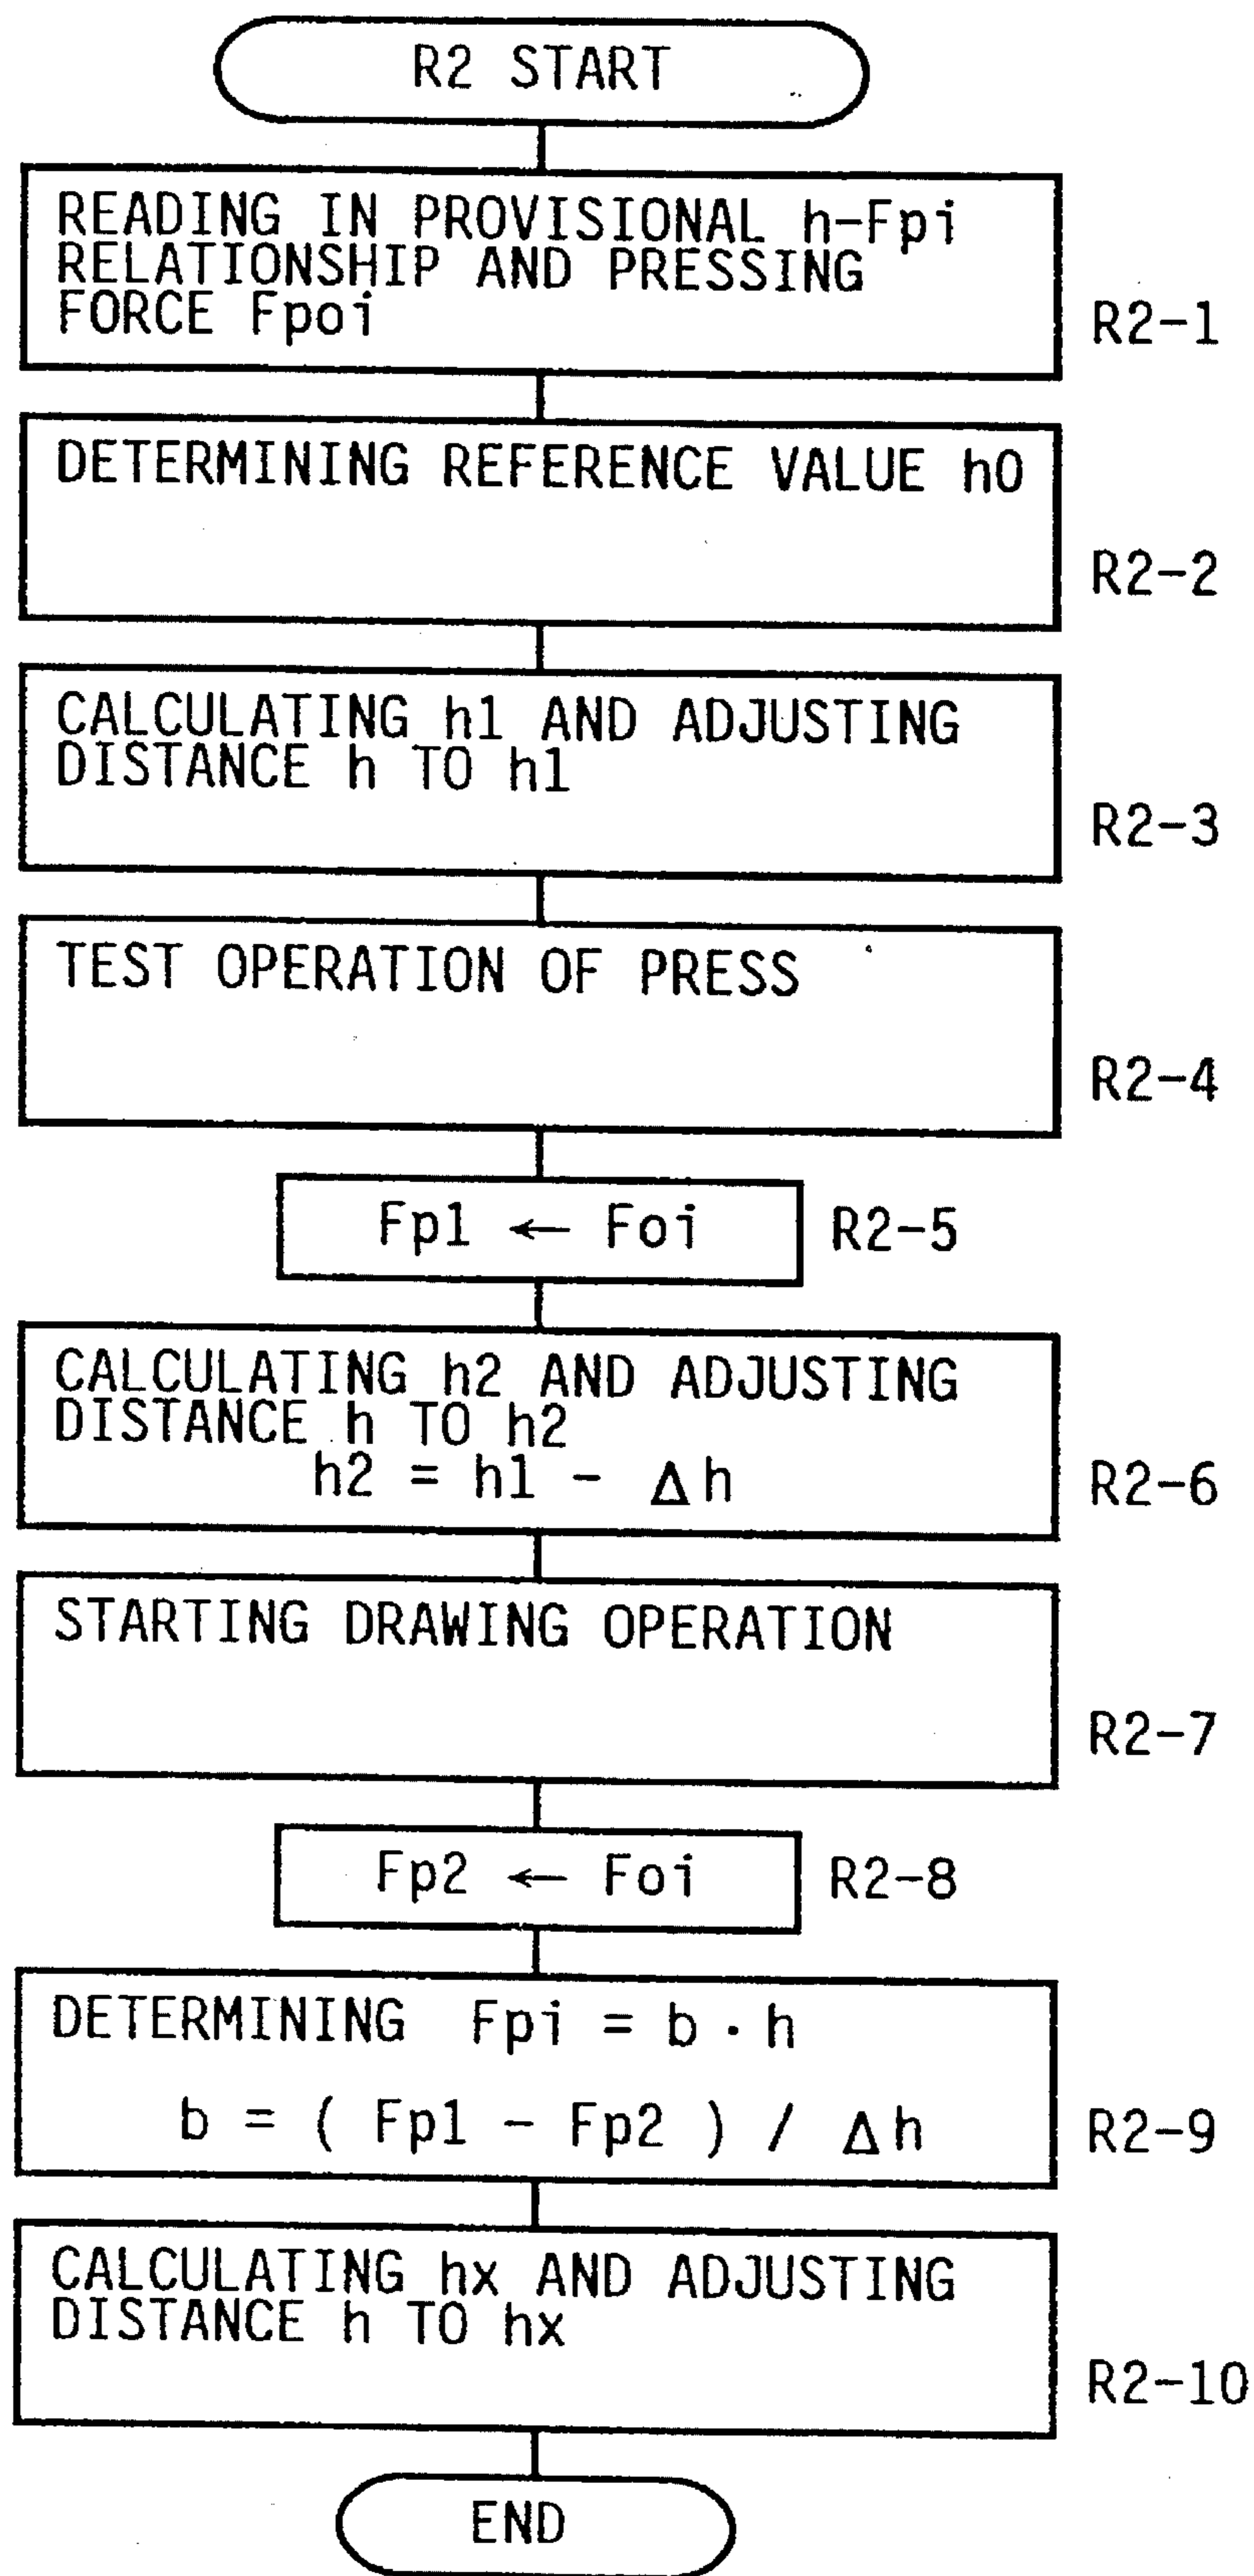 R2 START
READING IN PROVISIONAL h-Fpi
RELATIONSHIP AND PRESSING
FORCE Fpoi
R2-1
DETERMINING REFERENCE VALUE h0
R2-2
CALCULATING h1 AND ADJUSTING
DISTANCE h TO h1
R2-3
TEST OPERATION OF PRESS
R2-4
Fp1 ← Foi
R2-5
CALCULATING h2 AND ADJUSTING
DISTANCE h TO h2
h2 = h1 - Δh
R2-6
STARTING DRAWING OPERATION
R2-7
Fp2 ← Foi
R2-8
DETERMINING Fpi = b · h
b = ( Fp1 - Fp2 ) / Δh
R2-9
CALCULATING hx AND ADJUSTING
DISTANCE h TO hx
R2-10
END